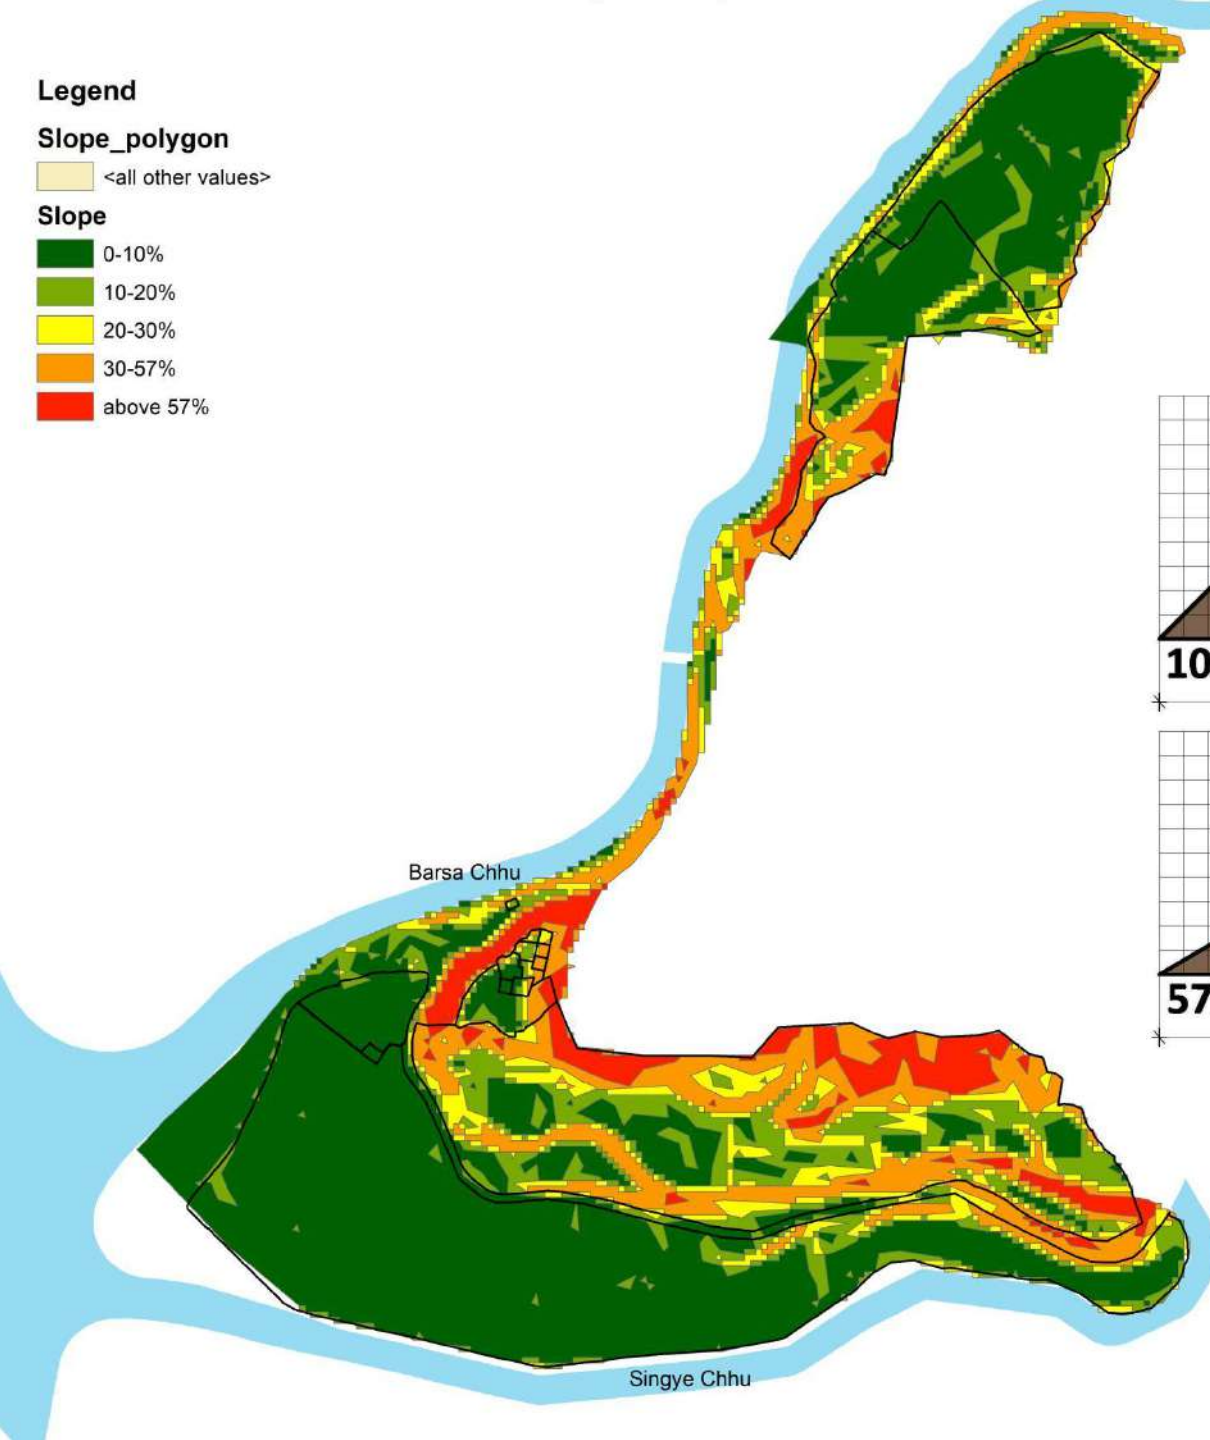 Legend
Slope_polygon
<all other values>
Slope
0-10%
10-20%
20-30%
30-57%
above 57%
10
57
Barsa Chhu
Singye Chhu